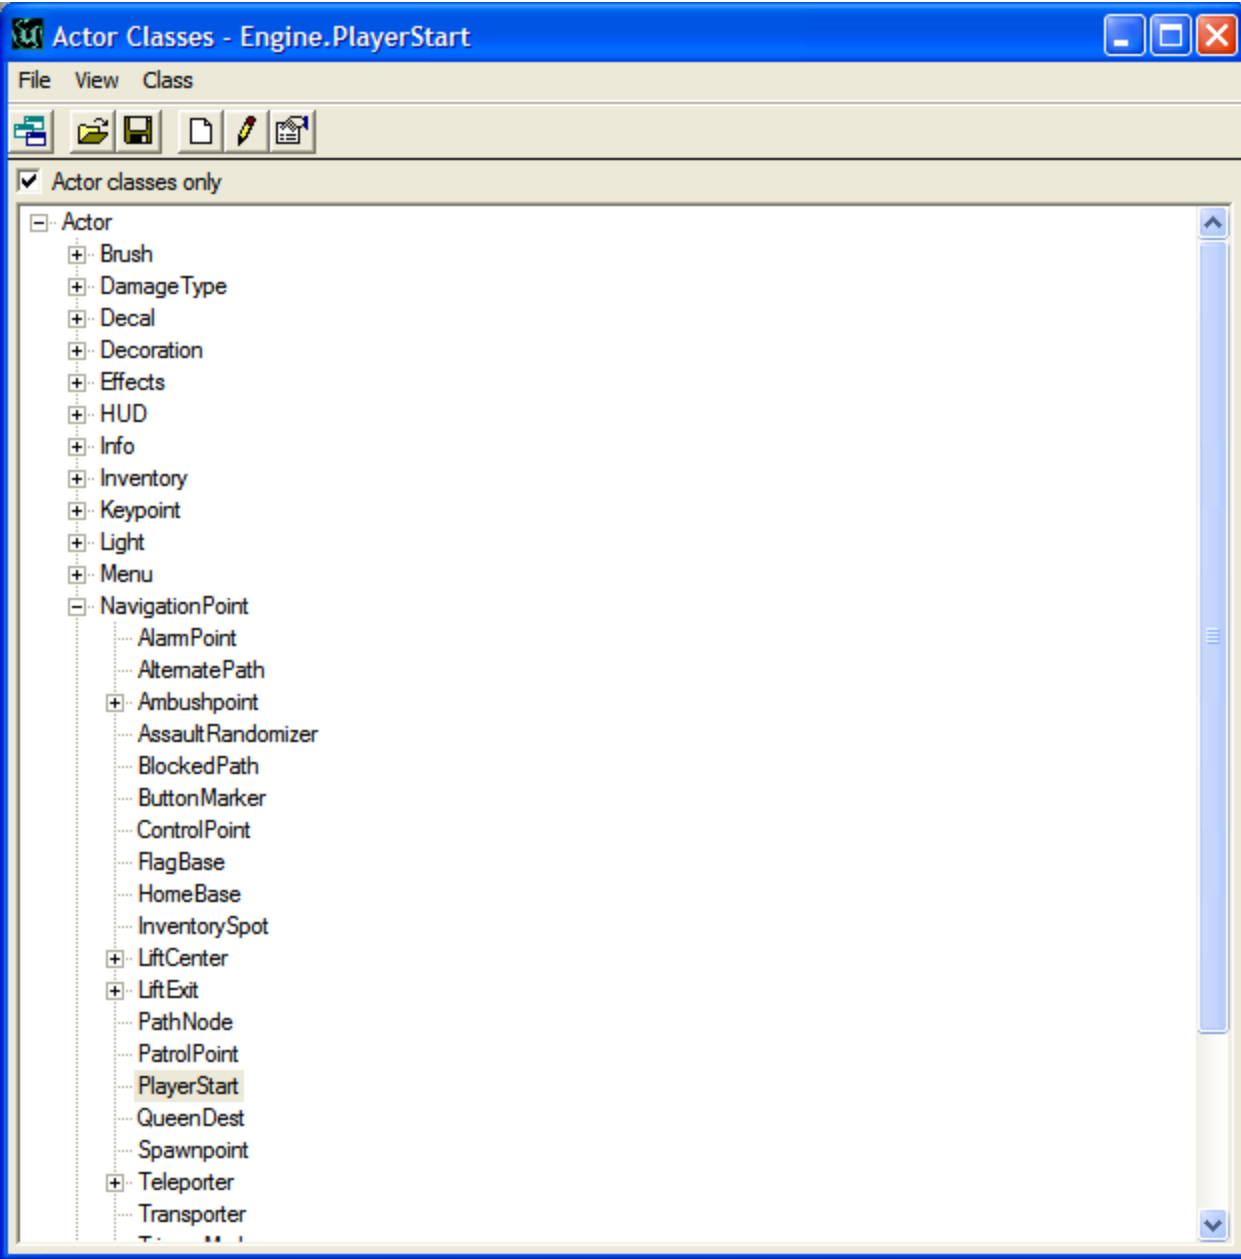 Actor Classes - Engine.PlayerStart
File View Class
Actor classes only
Actor
Brush
DamageType
Decal
Decoration
Effects
HUD
Info
Inventory
Keypoint
Light
Menu
NavigationPoint
AlarmPoint
AlternatePath
Ambushpoint
AssaultRandomizer
BlockedPath
ButtonMarker
ControlPoint
FlagBase
HomeBase
InventorySpot
LiftCenter
LiftExit
PathNode
PatrolPoint
PlayerStart
QueenDest
Spawnpoint
Teleporter
Transporter